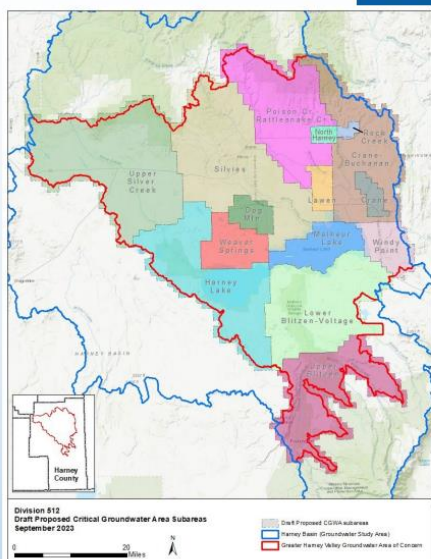 Poison Cr.
Rattlesnake Cr.
North
Harney
Rock
Creek
Crane-
Buchanan
Silvies
Upper
Silver
Creek
Lower
Crane
Dog
Mtn
Weaver
Springs
Malheur
Lake
Windy
Point
Harney
Lake
Lower
Blitzen-Voltage
HARNEY BASIN
Upper Blitzen
Harney
County
Division 512
Draft Proposed Critical Groundwater Area Subareas
September 2023
0 20
Miles
N
Draft Proposed CGWA subareas
Harney Basin (Groundwater Study Area)
Greater Harney Valley Groundwater Area of Concern